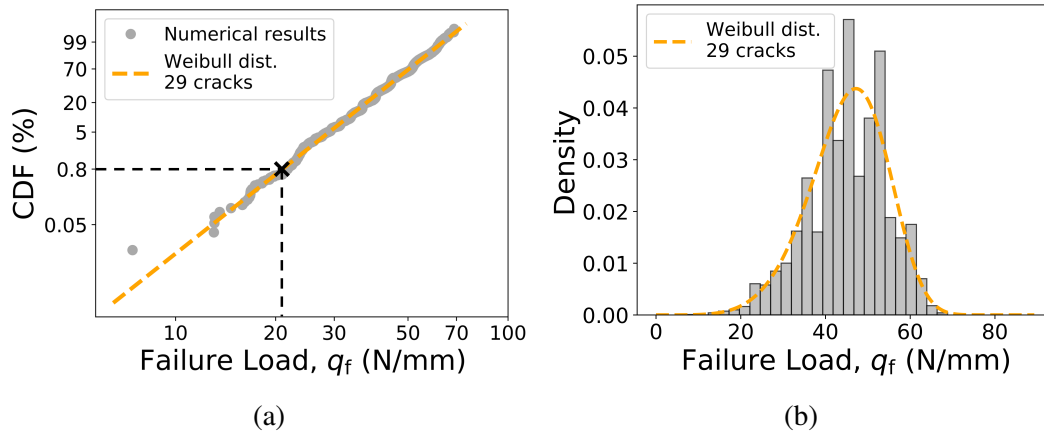 Numerical results
Weibull dist.
29 cracks
CDF (%)
99
70
20
5
0.8
0.05
10
20
30
50
70
100
Failure Load, qf (N/mm)
(a)
Weibull dist.
29 cracks
Density
0.05
0.04
0.03
0.02
0.01
0.00
0
20
40
60
80
Failure Load, qf (N/mm)
(b)